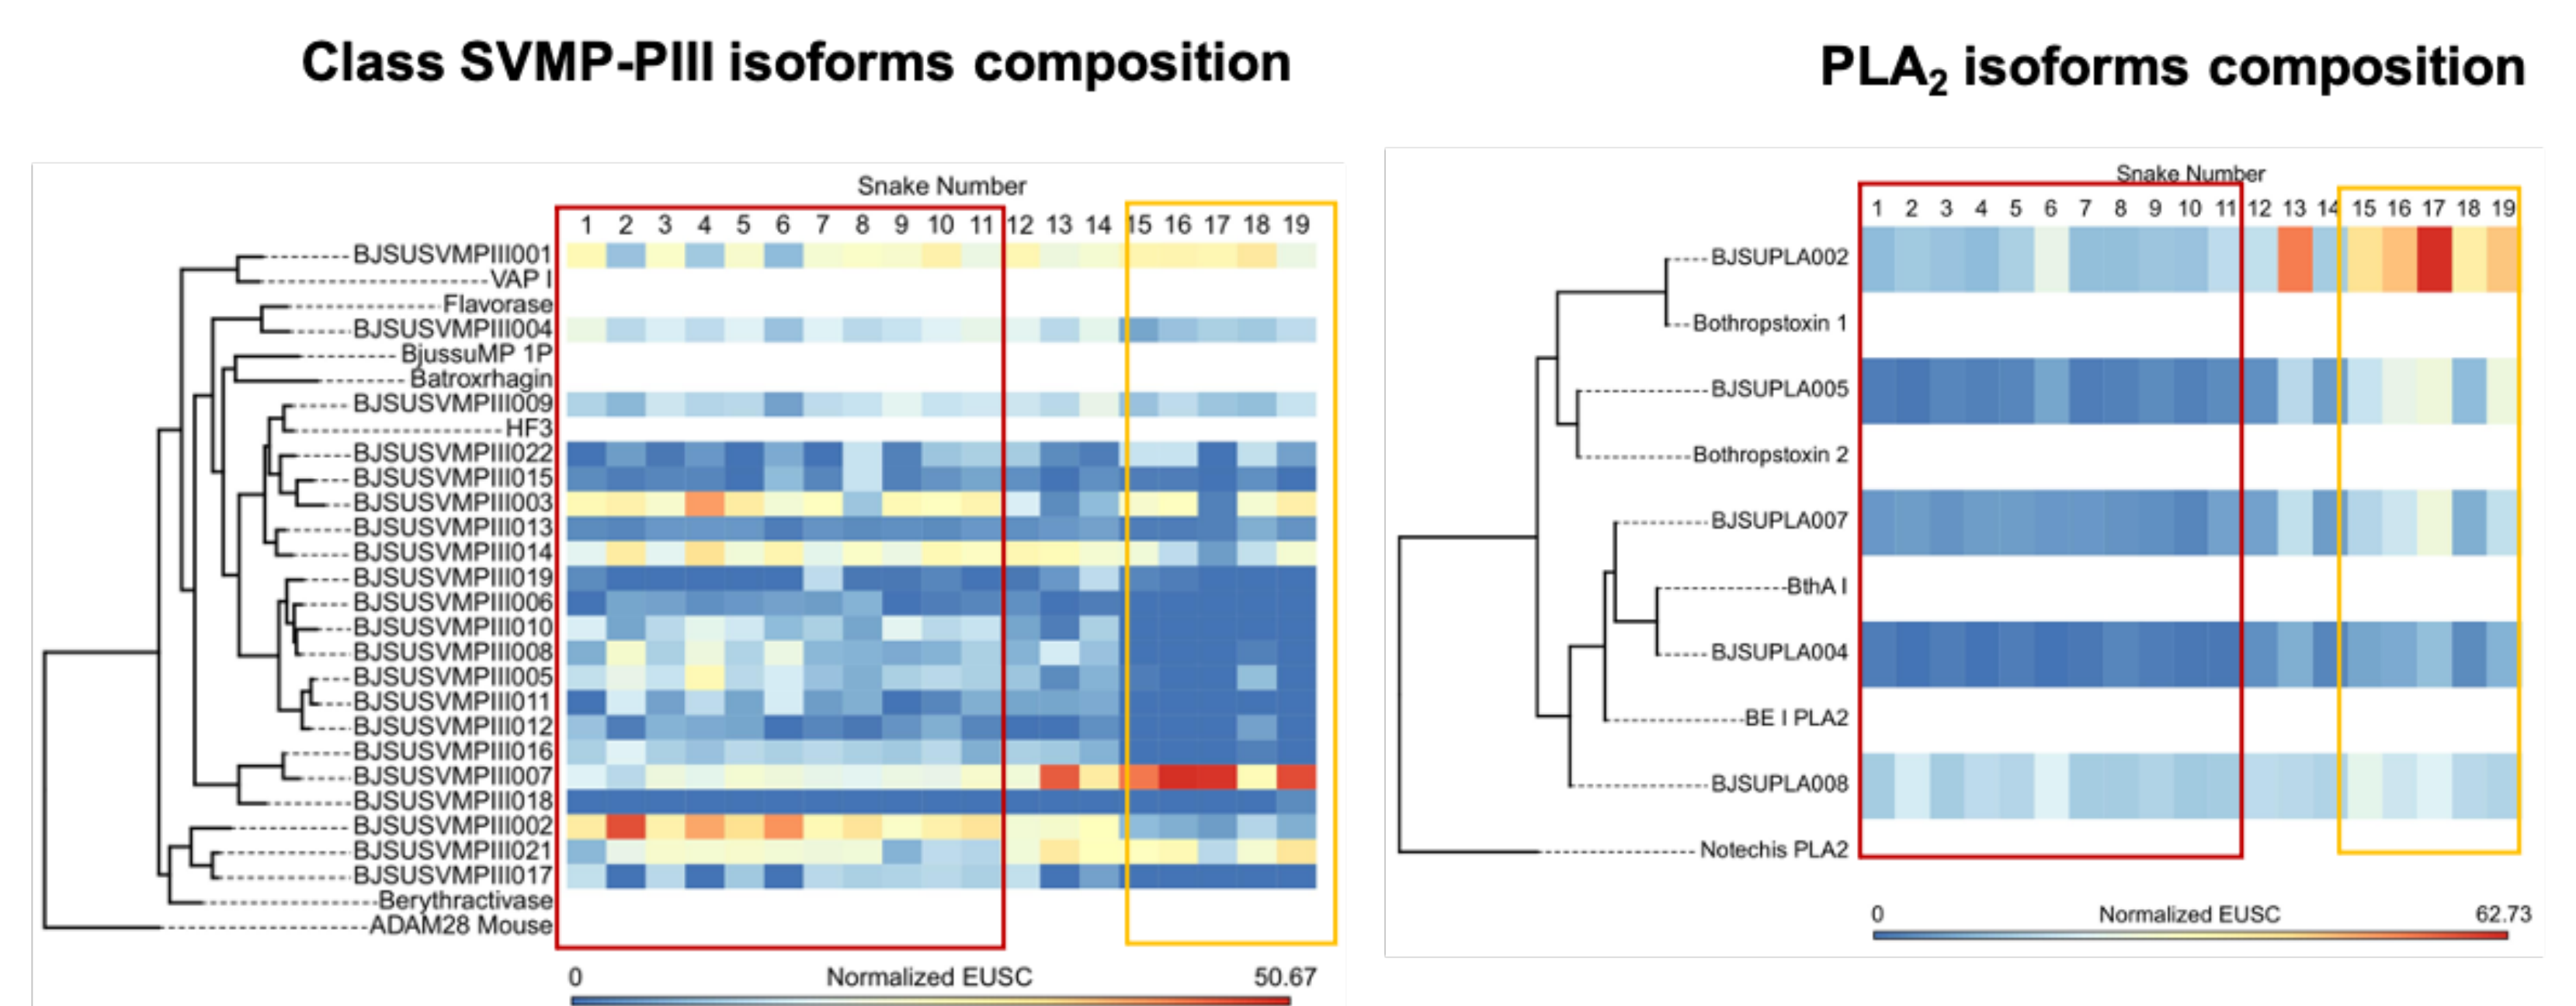 Class SVMP-PIII isoforms composition
Snake Number
1 2 3 4 5 6 7 8 9 10 11 12 13 14 15 16 17 18 19
BJSUSVMPIII001
VAP I
Flavorase
BJSUSVMPIII004
BjussuMP 1P
Batroxrhagin
BJSUSVMPIII009
HF3
BJSUSVMPIII022
BJSUSVMPIII015
BJSUSVMPIII003
BJSUSVMPIII013
BJSUSVMPIII014
BJSUSVMPIII019
BJSUSVMPIII006
BJSUSVMPIII010
BJSUSVMPIII008
BJSUSVMPIII005
BJSUSVMPIII011
BJSUSVMPIII012
BJSUSVMPIII016
BJSUSVMPIII007
BJSUSVMPIII018
BJSUSVMPIII002
BJSUSVMPIII021
BJSUSVMPIII017
Berythractivase
ADAM28 Mouse
0 Normalized EUSC 50.67
PLA₂ isoforms composition
Snake Number
1 2 3 4 5 6 7 8 9 10 11 12 13 14 15 16 17 18 19
BJSUPLA002
Bothropstoxin 1
BJSUPLA005
Bothropstoxin 2
BJSUPLA007
BthA I
BJSUPLA004
BE I PLA2
BJSUPLA008
Notechis PLA2
0 Normalized EUSC 62.73